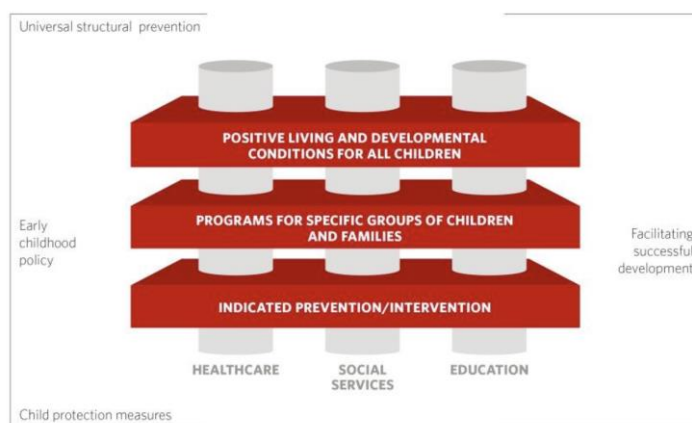 Universal structural prevention
POSITIVE LIVING AND DEVELOPMENTAL
CONDITIONS FOR ALL CHILDREN
PROGRAMS FOR SPECIFIC GROUPS OF CHILDREN
AND FAMILIES
Early
childhood
policy
Facilitating
successful
development
INDICATED PREVENTION/INTERVENTION
HEALTHCARE
SOCIAL
SERVICES
EDUCATION
Child protection measures